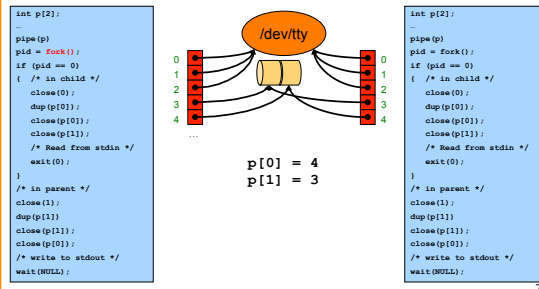 int p[2];
…
pipe(p)
pid = fork();
if (pid == 0)
{ /* in child */
close(0);
dup(p[0]);
close(p[0]);
close(p[1]);
/* Read from stdin */
exit(0);
}
/* in parent */
close(1);
dup(p[1])
close(p[1]);
close(p[0]);
/* write to stdout */
wait(NULL);
/dev/tty
0
1
2
3
4
…
0
1
2
3
4
p[0] = 4
p[1] = 3
int p[2];
…
pipe(p)
pid = fork();
if (pid == 0)
{ /* in child */
close(0);
dup(p[0]);
close(p[0]);
close(p[1]);
/* Read from stdin */
exit(0);
}
/* in parent */
close(1);
dup(p[1])
close(p[1]);
close(p[0]);
/* write to stdout */
wait(NULL);